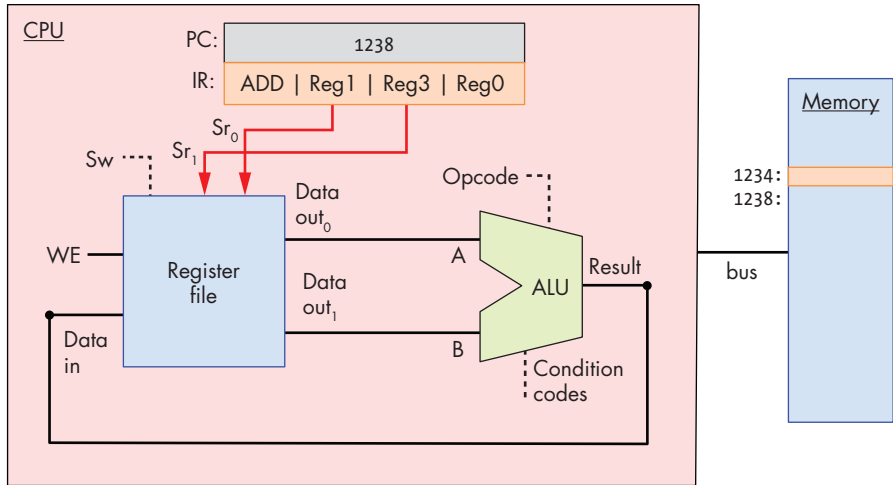 CPU
PC: 1238
IR: ADD | Reg1 | Reg3 | Reg0
Sr0
Sr1
Sw
WE
Register
file
Data
in
Data
out0
Data
out1
Opcode
A
B
ALU
Result
Condition
codes
bus
Memory
1234:
1238: